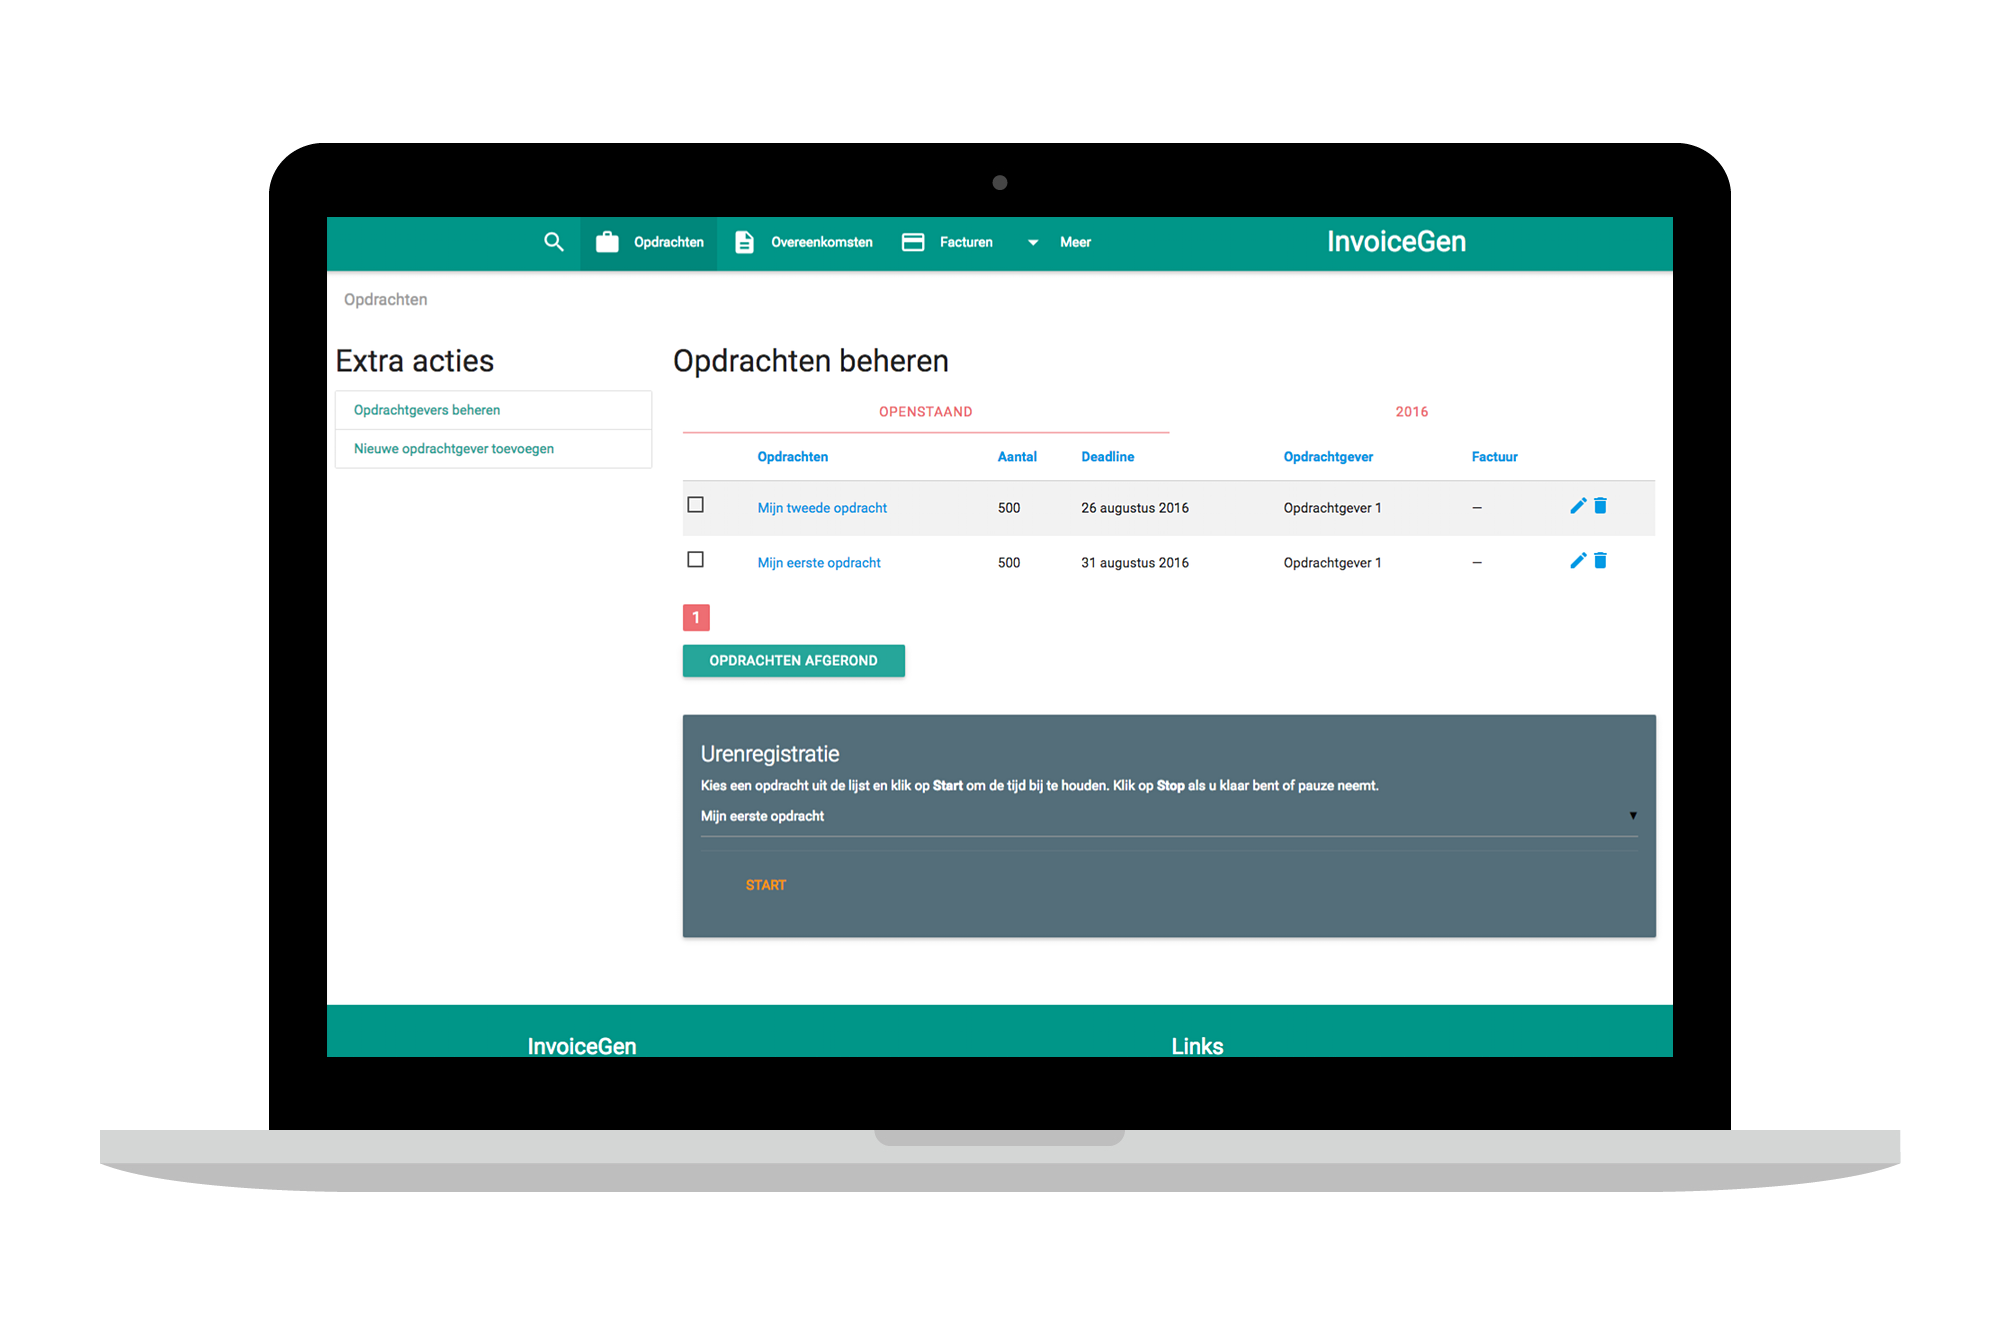 Opdrachten Overeenkomsten Facturen Meer InvoiceGen
Opdrachten
Extra acties
Opdrachtgevers beheren
Nieuwe opdrachtgever toevoegen
Opdrachten beheren
OPENSTAAND 2016
Opdrachten Aantal Deadline Opdrachtgever Factuur
Mijn tweede opdracht 500 26 augustus 2016 Opdrachtgever 1 —
Mijn eerste opdracht 500 31 augustus 2016 Opdrachtgever 1 —
1
OPDRACHTEN AFGEROND
Urenregistratie
Kies een opdracht uit de lijst en klik op Start om de tijd bij te houden. Klik op Stop als u klaar bent of pauze neemt.
Mijn eerste opdracht
START
InvoiceGen Links